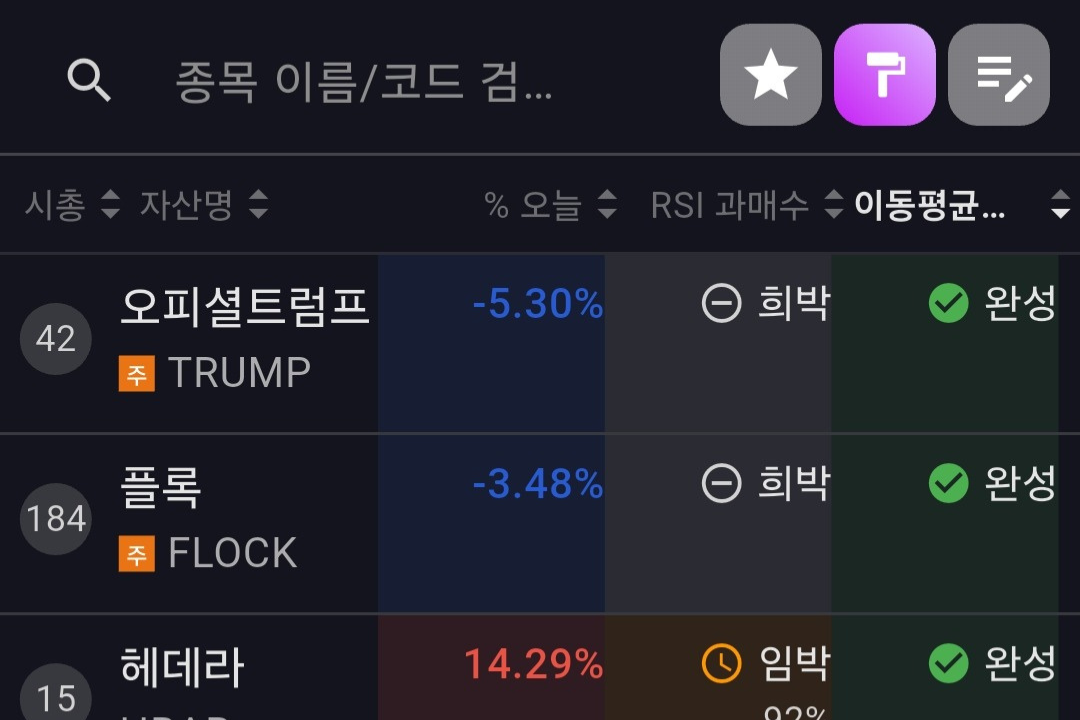 종목 이름/코드 검...
시총 자산명 % 오늘 RSI 과매수 이동평균...
42 오피셜트럼프 -5.30% 희박 완성
주 TRUMP
184 플록 -3.48% 희박 완성
주 FLOCK
15 헤데라 14.29% 임박 완성
92%